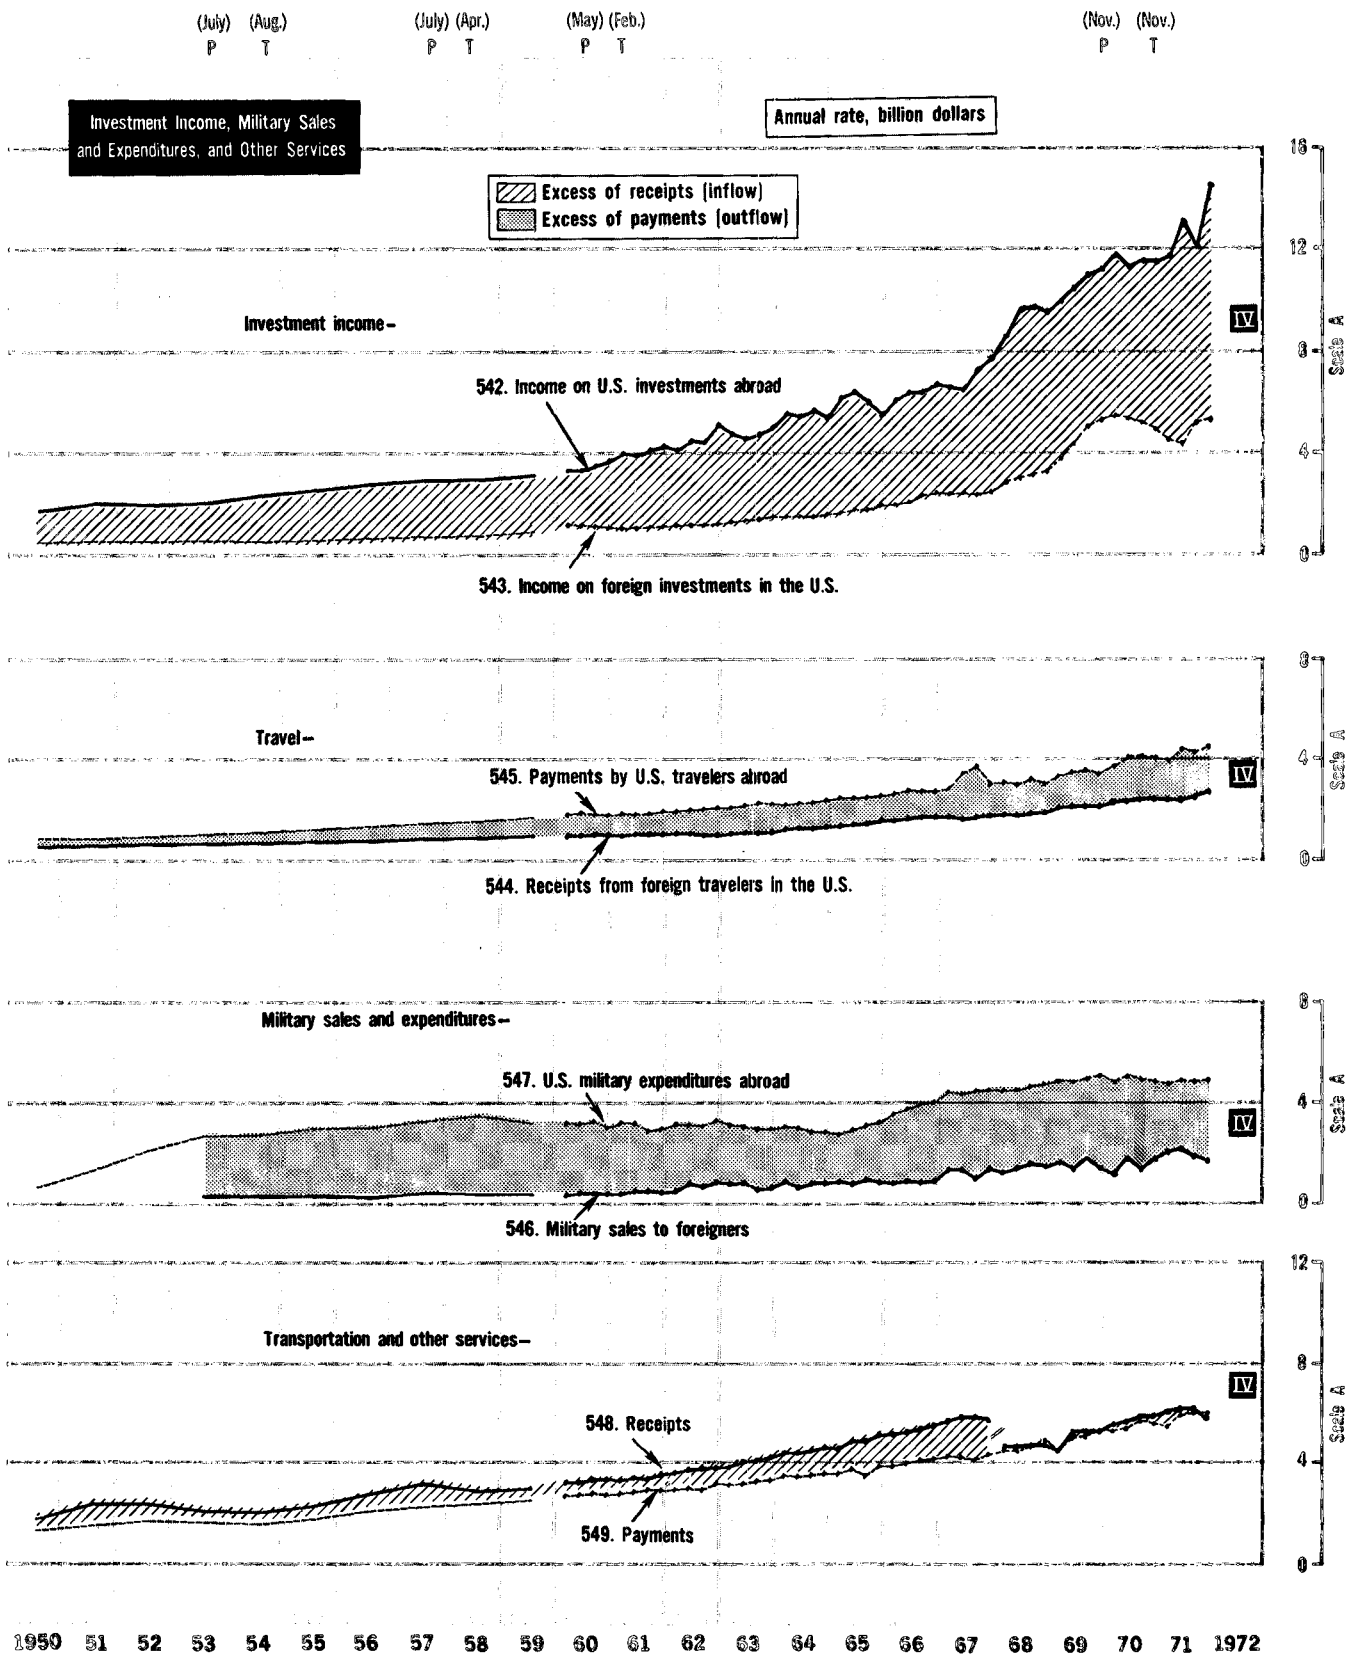 (July) (Aug.) (July) (Apr.) (May) (Feb.) (Nov.) (Nov.)
P T P T P T P T
Investment Income, Military Sales
and Expenditures, and Other Services
Annual rate, billion dollars
Excess of receipts (inflow)
Excess of payments (outflow)
16
12
Investment income–
IV
8
Scale A
542. Income on U.S. investments abroad
4
0
543. Income on foreign investments in the U.S.
8
Travel–
4
Scale A
545. Payments by U.S. travelers abroad
IV
0
544. Receipts from foreign travelers in the U.S.
8
Military sales and expenditures–
547. U.S. military expenditures abroad
4
Scale A
IV
0
546. Military sales to foreigners
12
Transportation and other services–
8
IV
Scale A
548. Receipts
4
549. Payments
0
1950 51 52 53 54 55 56 57 58 59 60 61 62 63 64 65 66 67 68 69 70 71 1972